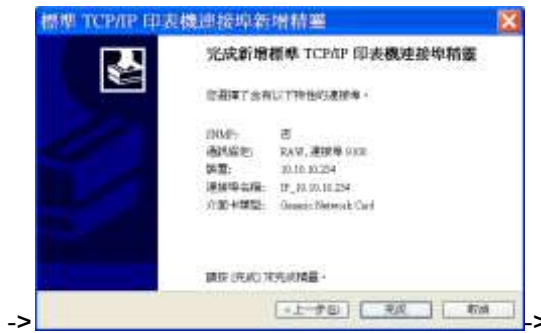 標準 TCP/IP 印表機連接埠新增精靈
完成新增標準 TCP/IP 印表機連接埠精靈
您選擇了含有以下特性的連接埠。
SNMP: 否
通訊協定: RAW, 連接埠 9100
裝置: 10.10.10.254
連接埠名稱: IP_10.10.10.254
介面卡類型: Generic Network Card
請按 [完成] 來完成精靈。
-> <上一步(B) 完成 取消 ->